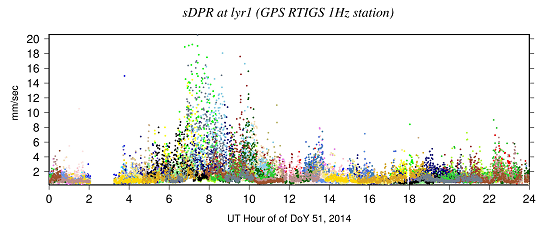 sDPR at lyr1 (GPS RTIGS 1Hz station)
mm/sec
20
18
16
14
12
10
8
6
4
2
0 2 4 6 8 10 12 14 16 18 20 22 24
UT Hour of of DoY 51, 2014